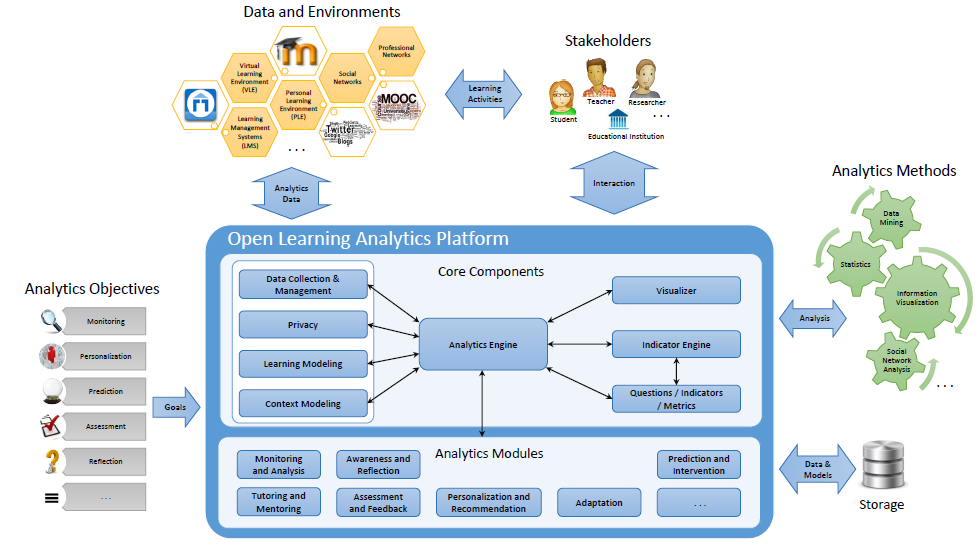 Data and Environments
Virtual
Learning
Environment
(VLE)
m
Social
Networks
Professional
Networks
Personal
Learning
Environment
(PLE)
Learning
Management
Systems
(LMS)
MOOC
Twitter
Google
Blogs
. . .
Learning
Activities
Stakeholders
Student
Teacher
Researcher
Educational Institution
. . .
Analytics
Data
Interaction
Analytics Methods
Data
Mining
Statistics
Information
Visualization
Social
Network
Analysis
. . .
Analysis
Analytics Objectives
Monitoring
Personalization
Prediction
Assessment
Reflection
. . .
Goals
Open Learning Analytics Platform
Core Components
Data Collection &
Management
Privacy
Learning Modeling
Context Modeling
Analytics Engine
Visualizer
Indicator Engine
Questions / Indicators
/ Metrics
Analytics Modules
Monitoring
and Analysis
Awareness and
Reflection
Prediction and
Intervention
Tutoring and
Mentoring
Assessment
and Feedback
Personalization and
Recommendation
Adaptation
. . .
Data &
Models
Storage